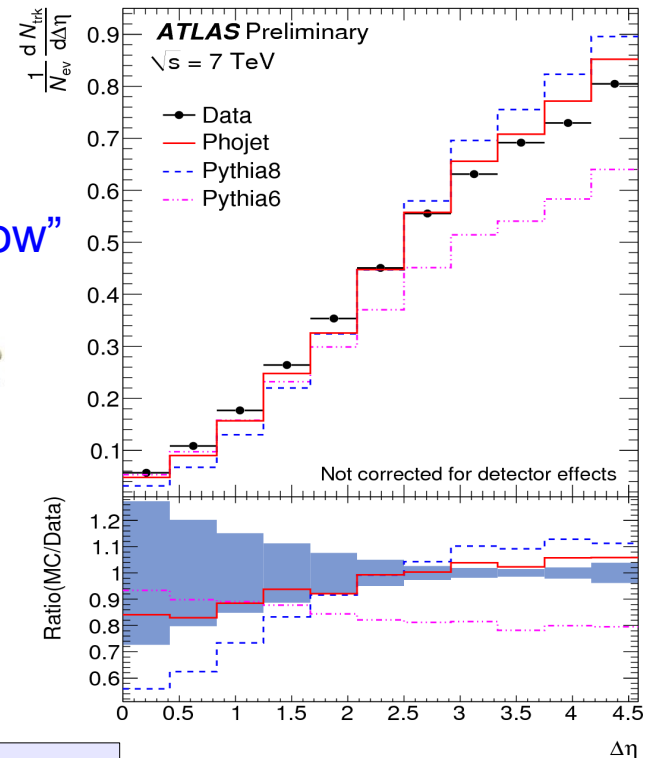 1/N_ev d N_trk/dΔη
ATLAS Preliminary
√s = 7 TeV
Data
Phojet
Pythia8
Pythia6
ow”
0.9
0.8
0.7
0.6
0.5
0.4
0.3
0.2
0.1
Not corrected for detector effects
Ratio(MC/Data)
1.2
1.1
1
0.9
0.8
0.7
0.6
0 0.5 1 1.5 2 2.5 3 3.5 4 4.5
Δη